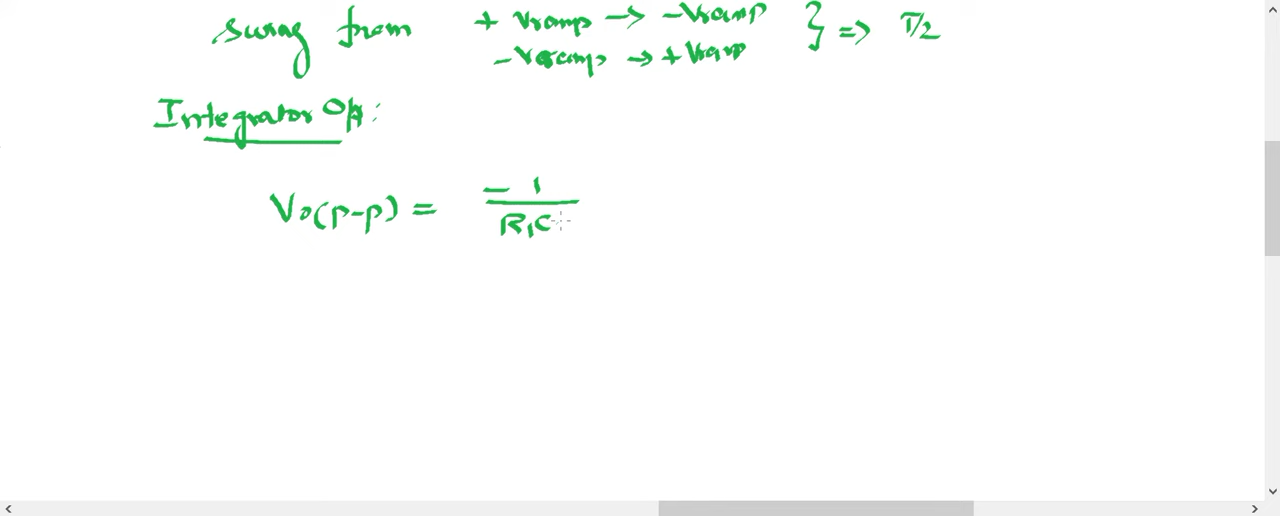 swing from + Vramp → -Vramp } => T/2
-Vramp → +Vramp
Integrator O/p:
Vo(p-p) = -1
R1C